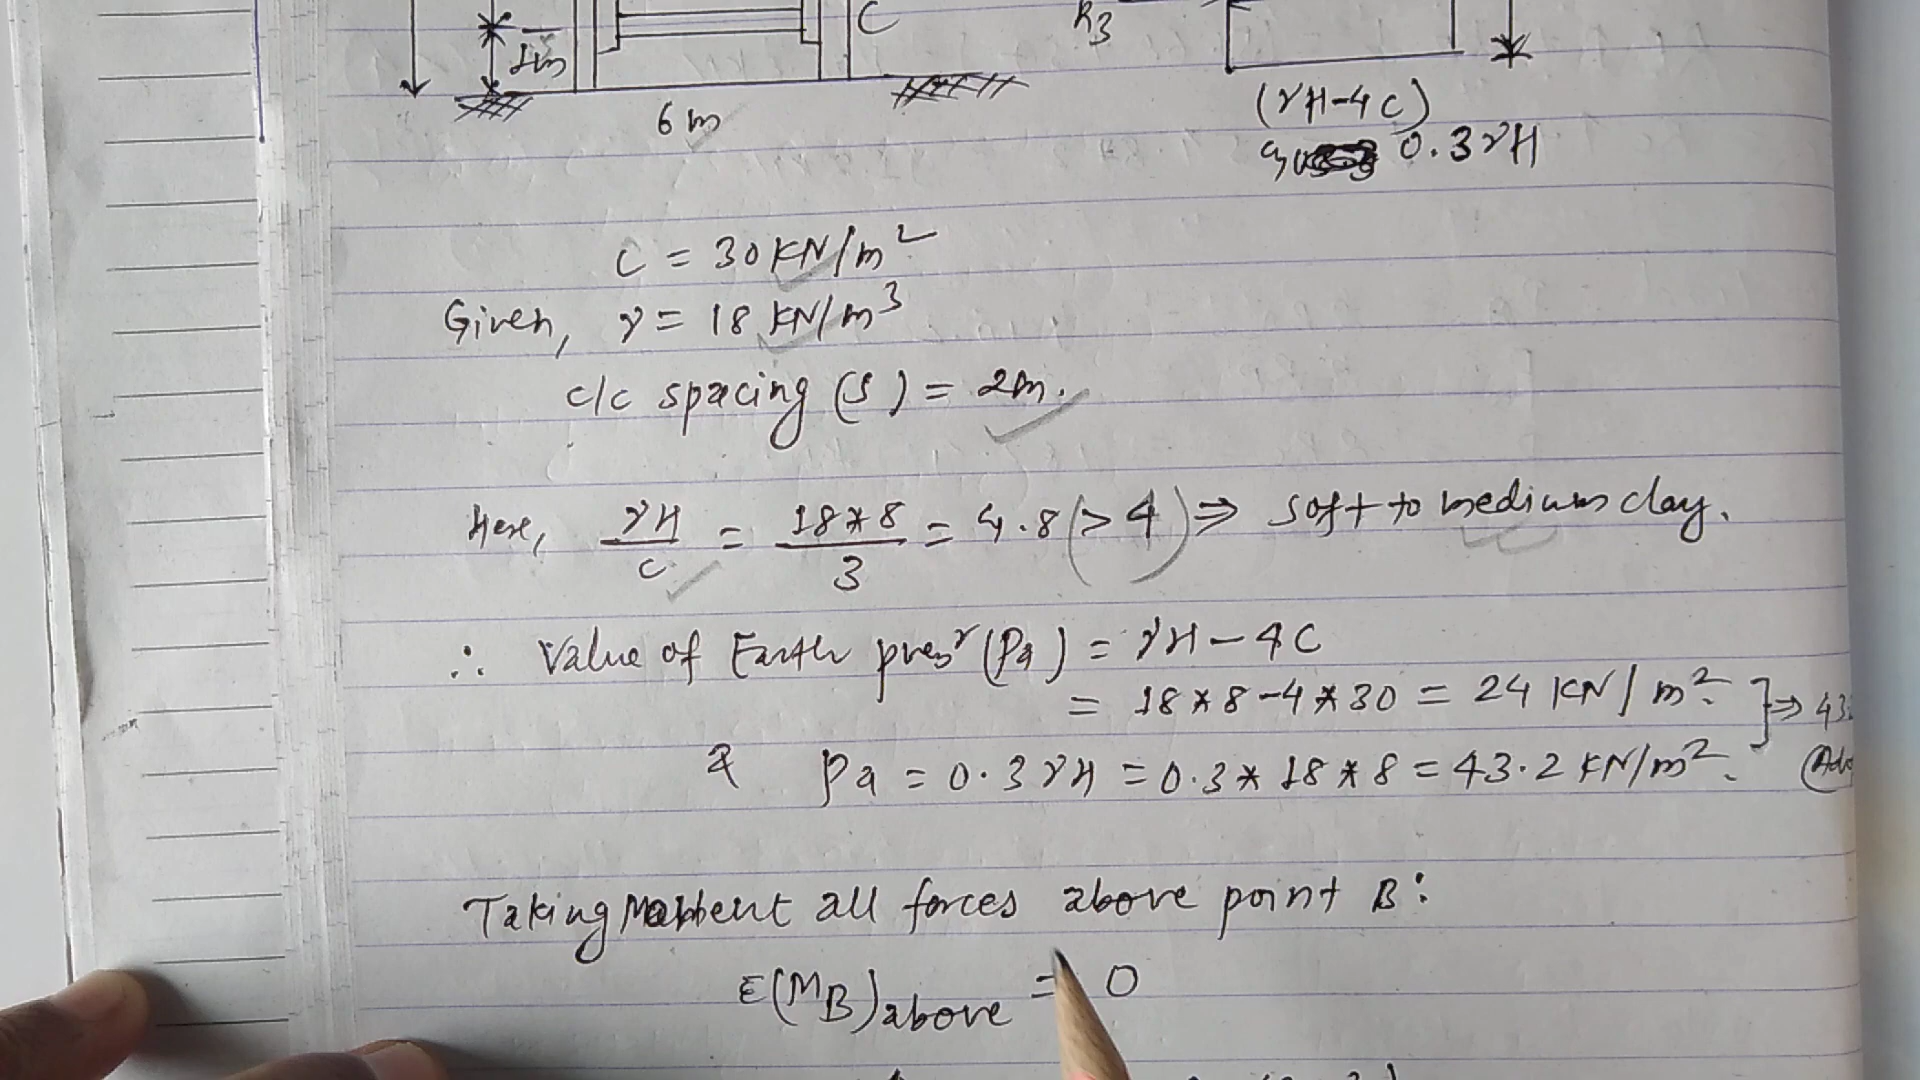 1m
C
R3
6m
(γH-4C)
0.3γH
C = 30 KN/m²
Given, γ = 18 KN/m³
c/c spacing (S) = 2m.
Here, γH/C = 18*8/3 = 4.8 (>4) ⇒ soft to medium clay.
∴ Value of Earth presʳ (Pa) = γH - 4C
= 18*8-4*30 = 24 KN/m². } ⇒ 43.
& Pa = 0.3γH = 0.3*18*8 = 43.2 KN/m².
Taking Moment all forces above point B:
Σ(MB)above = 0